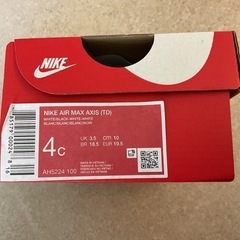 NIKE
NIKE AIR MAX AXIS (TD)
WHITE/BLACK-WHITE-WHITE
BLANC/BLANC/BLANC/NOIR
4C
UK 3.5 CM 10
BR 18.5 EUR 19.5
AH5224 100